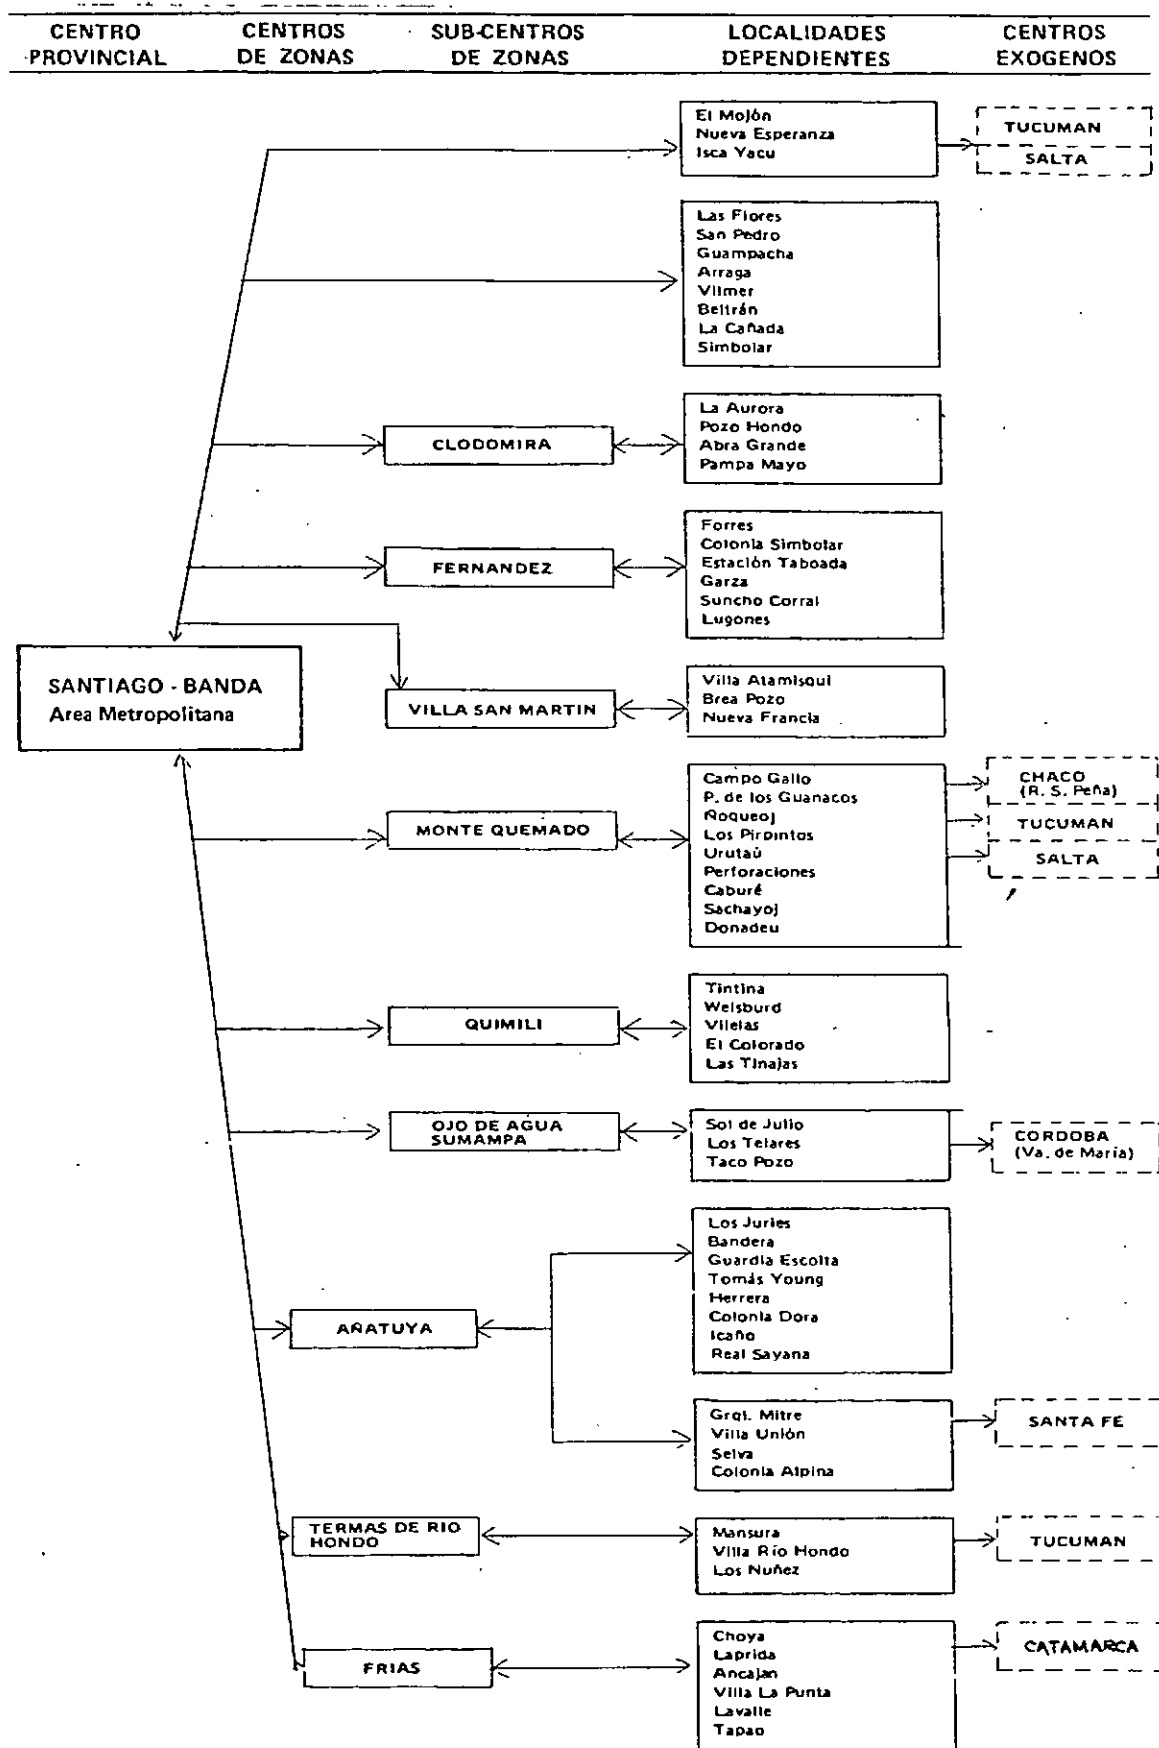 CENTRO
PROVINCIAL
CENTROS
DE ZONAS
SUB-CENTROS
DE ZONAS
LOCALIDADES
DEPENDIENTES
CENTROS
EXOGENOS
El Mojón
Nueva Esperanza
Isca Yacu
TUCUMAN
SALTA
Las Flores
San Pedro
Guampacha
Arraga
Vilmer
Beltrán
La Cañada
Simbolar
CLODOMIRA
La Aurora
Pozo Hondo
Abra Grande
Pampa Mayo
FERNANDEZ
Forres
Colonia Simbolar
Estación Taboada
Garza
Suncho Corral
Lugones
SANTIAGO - BANDA
Area Metropolitana
VILLA SAN MARTIN
Villa Atamisqui
Brea Pozo
Nueva Francia
MONTE QUEMADO
Campo Gallo
P. de los Guanacos
Ñoqueoj
Los Pirpintos
Urutaú
Perforaciones
Caburé
Sachayoj
Donadeu
CHACO
(R. S. Peña)
TUCUMAN
SALTA
QUIMILI
Tintina
Weisburd
Vilelas
El Colorado
Las Tinajas
OJO DE AGUA
SUMAMPA
Sol de Julio
Los Telares
Taco Pozo
CORDOBA
(Va. de María)
AÑATUYA
Los Juries
Bandera
Guardia Escolta
Tomás Young
Herrera
Colonia Dora
Icaño
Real Sayana
Gral. Mitre
Villa Unión
Selva
Colonia Alpina
SANTA FE
TERMAS DE RIO
HONDO
Mansura
Villa Río Hondo
Los Nuñez
TUCUMAN
FRIAS
Choya
Laprida
Ancajan
Villa La Punta
Lavalle
Tapao
CATAMARCA